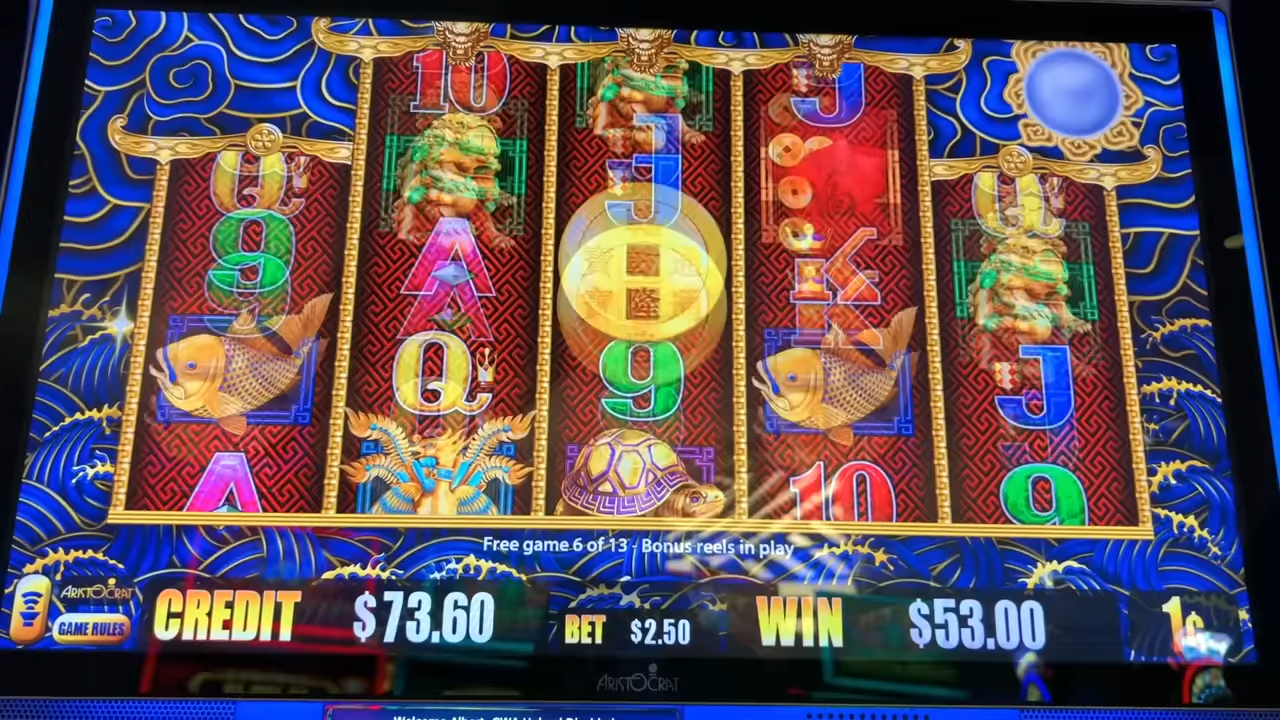 10
J
Q
J
Q
9
A
K
Q
9
J
隆
A
10
9
Free game 6 of 13 - Bonus reels in play
ARISTOCRAT
GAME RULES
CREDIT $73.60
BET $2.50
WIN $53.00
1¢
ARISTOCRAT